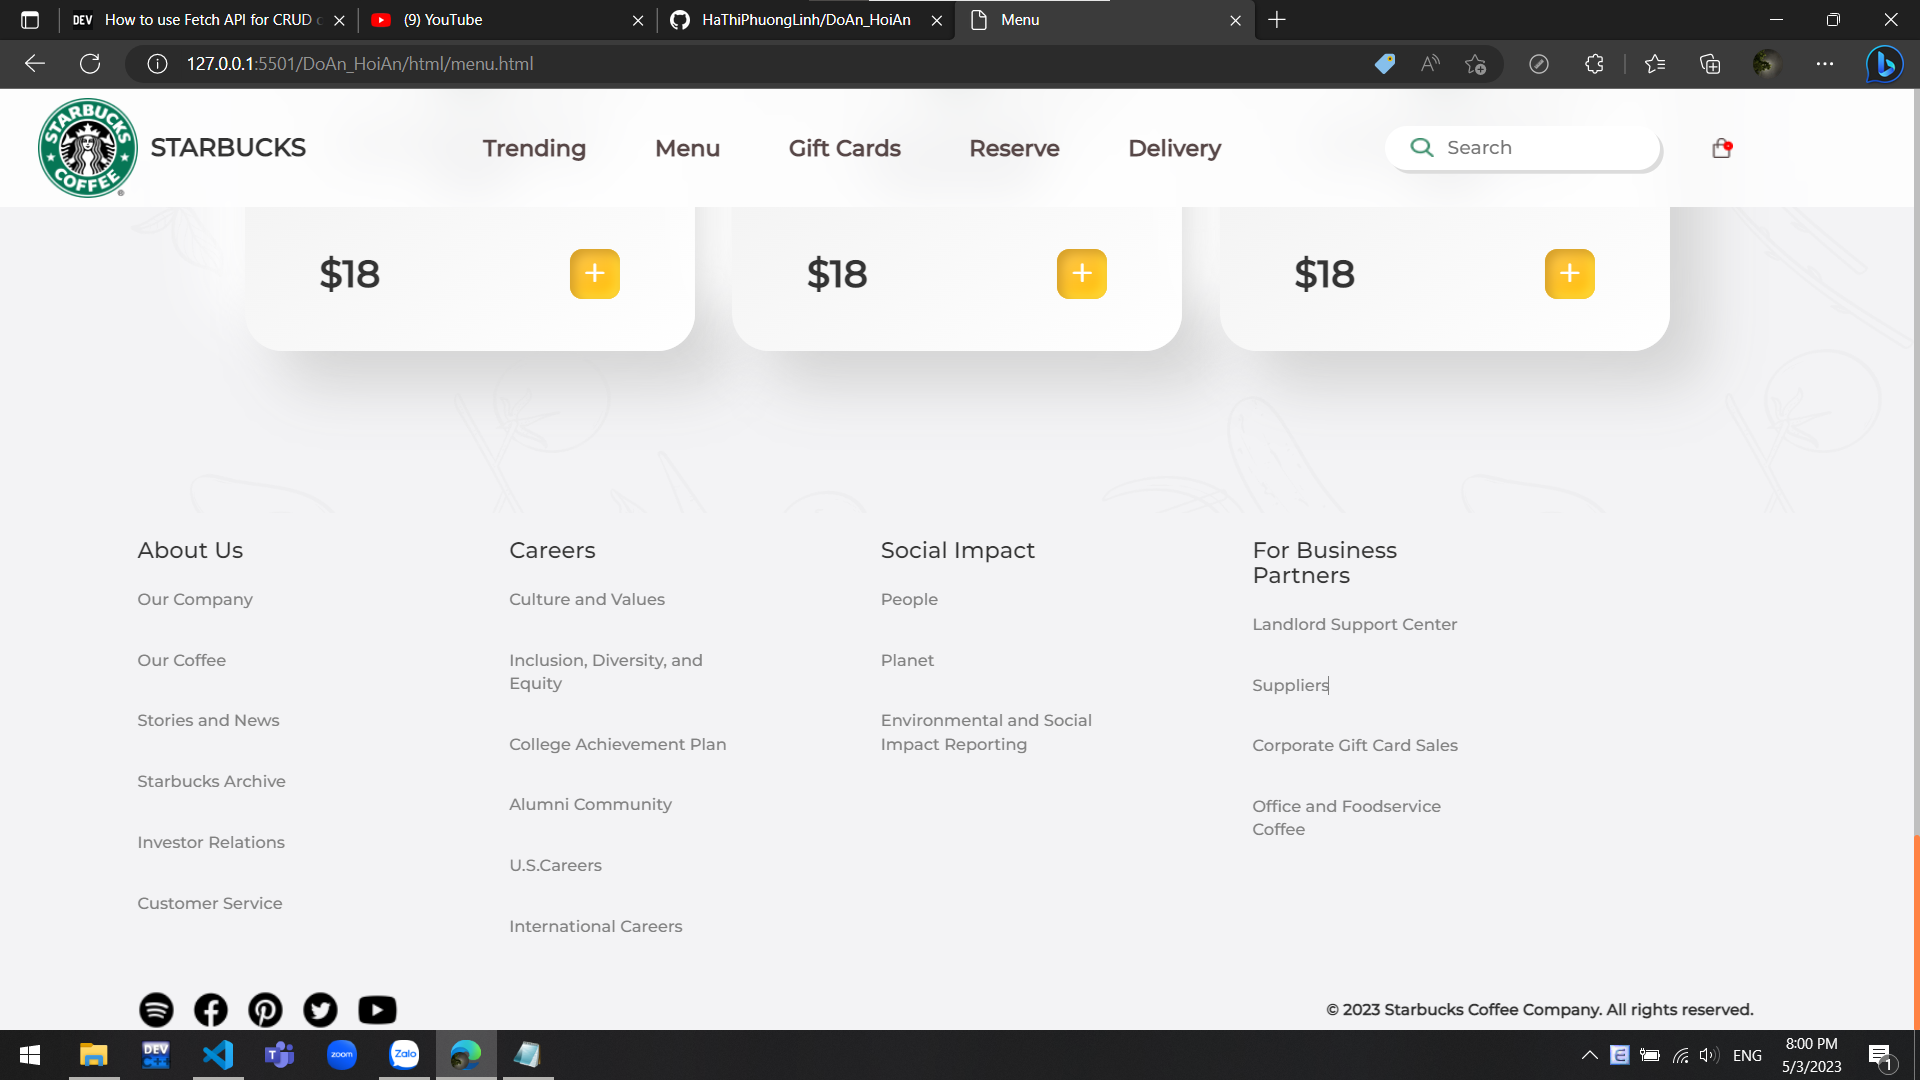 DEV How to use Fetch API for CRUD (9) YouTube HaThiPhuongLinh/DoAn_HoiAn Menu
127.0.0.1:5501/DoAn_HoiAn/html/menu.html
STARBUCKS COFFEE
STARBUCKS Trending Menu Gift Cards Reserve Delivery Search
$18 + $18 + $18 +
About Us
Our Company
Our Coffee
Stories and News
Starbucks Archive
Investor Relations
Customer Service
Careers
Culture and Values
Inclusion, Diversity, and
Equity
College Achievement Plan
Alumni Community
U.S.Careers
International Careers
Social Impact
People
Planet
Environmental and Social
Impact Reporting
For Business
Partners
Landlord Support Center
Suppliers
Corporate Gift Card Sales
Office and Foodservice
Coffee
© 2023 Starbucks Coffee Company. All rights reserved.
DEV C++ zoom Zalo
ENG
8:00 PM
5/3/2023
1